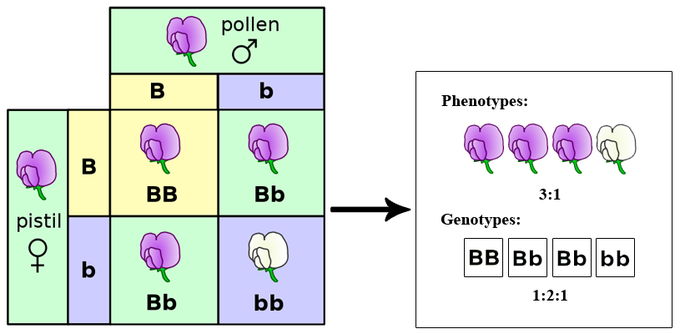 pollen
♂
B b
B
BB Bb
pistil
♀
b
Bb bb
Phenotypes:
3:1
Genotypes:
BB Bb Bb bb
1:2:1